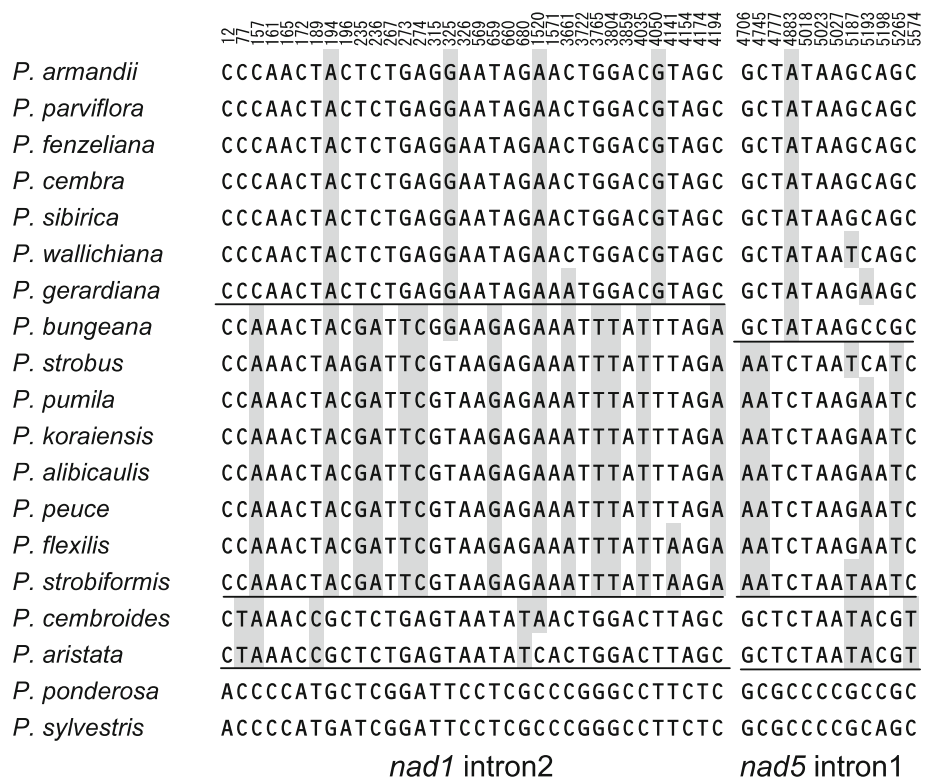 12 77 157 161 165 172 189 194 196 235 236 267 273 274 315 325 326 569 659 660 680 1520 1571 3661 3722 3765 3804 3859 4035 4050 4141 4154 4174 4194 4706 4745 4777 4883 5018 5023 5027 5187 5193 5198 5265 5574
P. armandii CCCAACTACTCTGAGGAATAGAACTGGACGTAGC GCTATAAGCAGC
P. parviflora CCCAACTACTCTGAGGAATAGAACTGGACGTAGC GCTATAAGCAGC
P. fenzeliana CCCAACTACTCTGAGGAATAGAACTGGACGTAGC GCTATAAGCAGC
P. cembra CCCAACTACTCTGAGGAATAGAACTGGACGTAGC GCTATAAGCAGC
P. sibirica CCCAACTACTCTGAGGAATAGAACTGGACGTAGC GCTATAAGCAGC
P. wallichiana CCCAACTACTCTGAGGAATAGAACTGGACGTAGC GCTATAATCAGC
P. gerardiana CCCAACTACTCTGAGGAATAGAAATGGACGTAGC GCTATAAGAAGC
P. bungeana CCAAACTACGATTCGGAAGAGAAATTTATTTAGA GCTATAAGCCGC
P. strobus CCAAACTAAGATTCGTAAGAGAAATTTATTTAGA AATCTAATCATC
P. pumila CCAAACTACGATTCGTAAGAGAAATTTATTTAGA AATCTAAGAATC
P. koraiensis CCAAACTACGATTCGTAAGAGAAATTTATTTAGA AATCTAAGAATC
P. alibicaulis CCAAACTACGATTCGTAAGAGAAATTTATTTAGA AATCTAAGAATC
P. peuce CCAAACTACGATTCGTAAGAGAAATTTATTTAGA AATCTAAGAATC
P. flexilis CCAAACTACGATTCGTAAGAGAAATTTATTAAGA AATCTAAGAATC
P. strobiformis CCAAACTACGATTCGTAAGAGAAATTTATTAAGA AATCTAATAATC
P. cembroides CTAAACCGCTCTGAGTAATATAACTGGACTTAGC GCTCTAATACGT
P. aristata CTAAACCGCTCTGAGTAATATCACTGGACTTAGC GCTCTAATACGT
P. ponderosa ACCCCATGCTCGGATTCCTCGCCCGGGCCTTCTC GCGCCCCGCCGC
P. sylvestris ACCCCATGATCGGATTCCTCGCCCGGGCCTTCTC GCGCCCCGCAGC
nad1 intron2 nad5 intron1